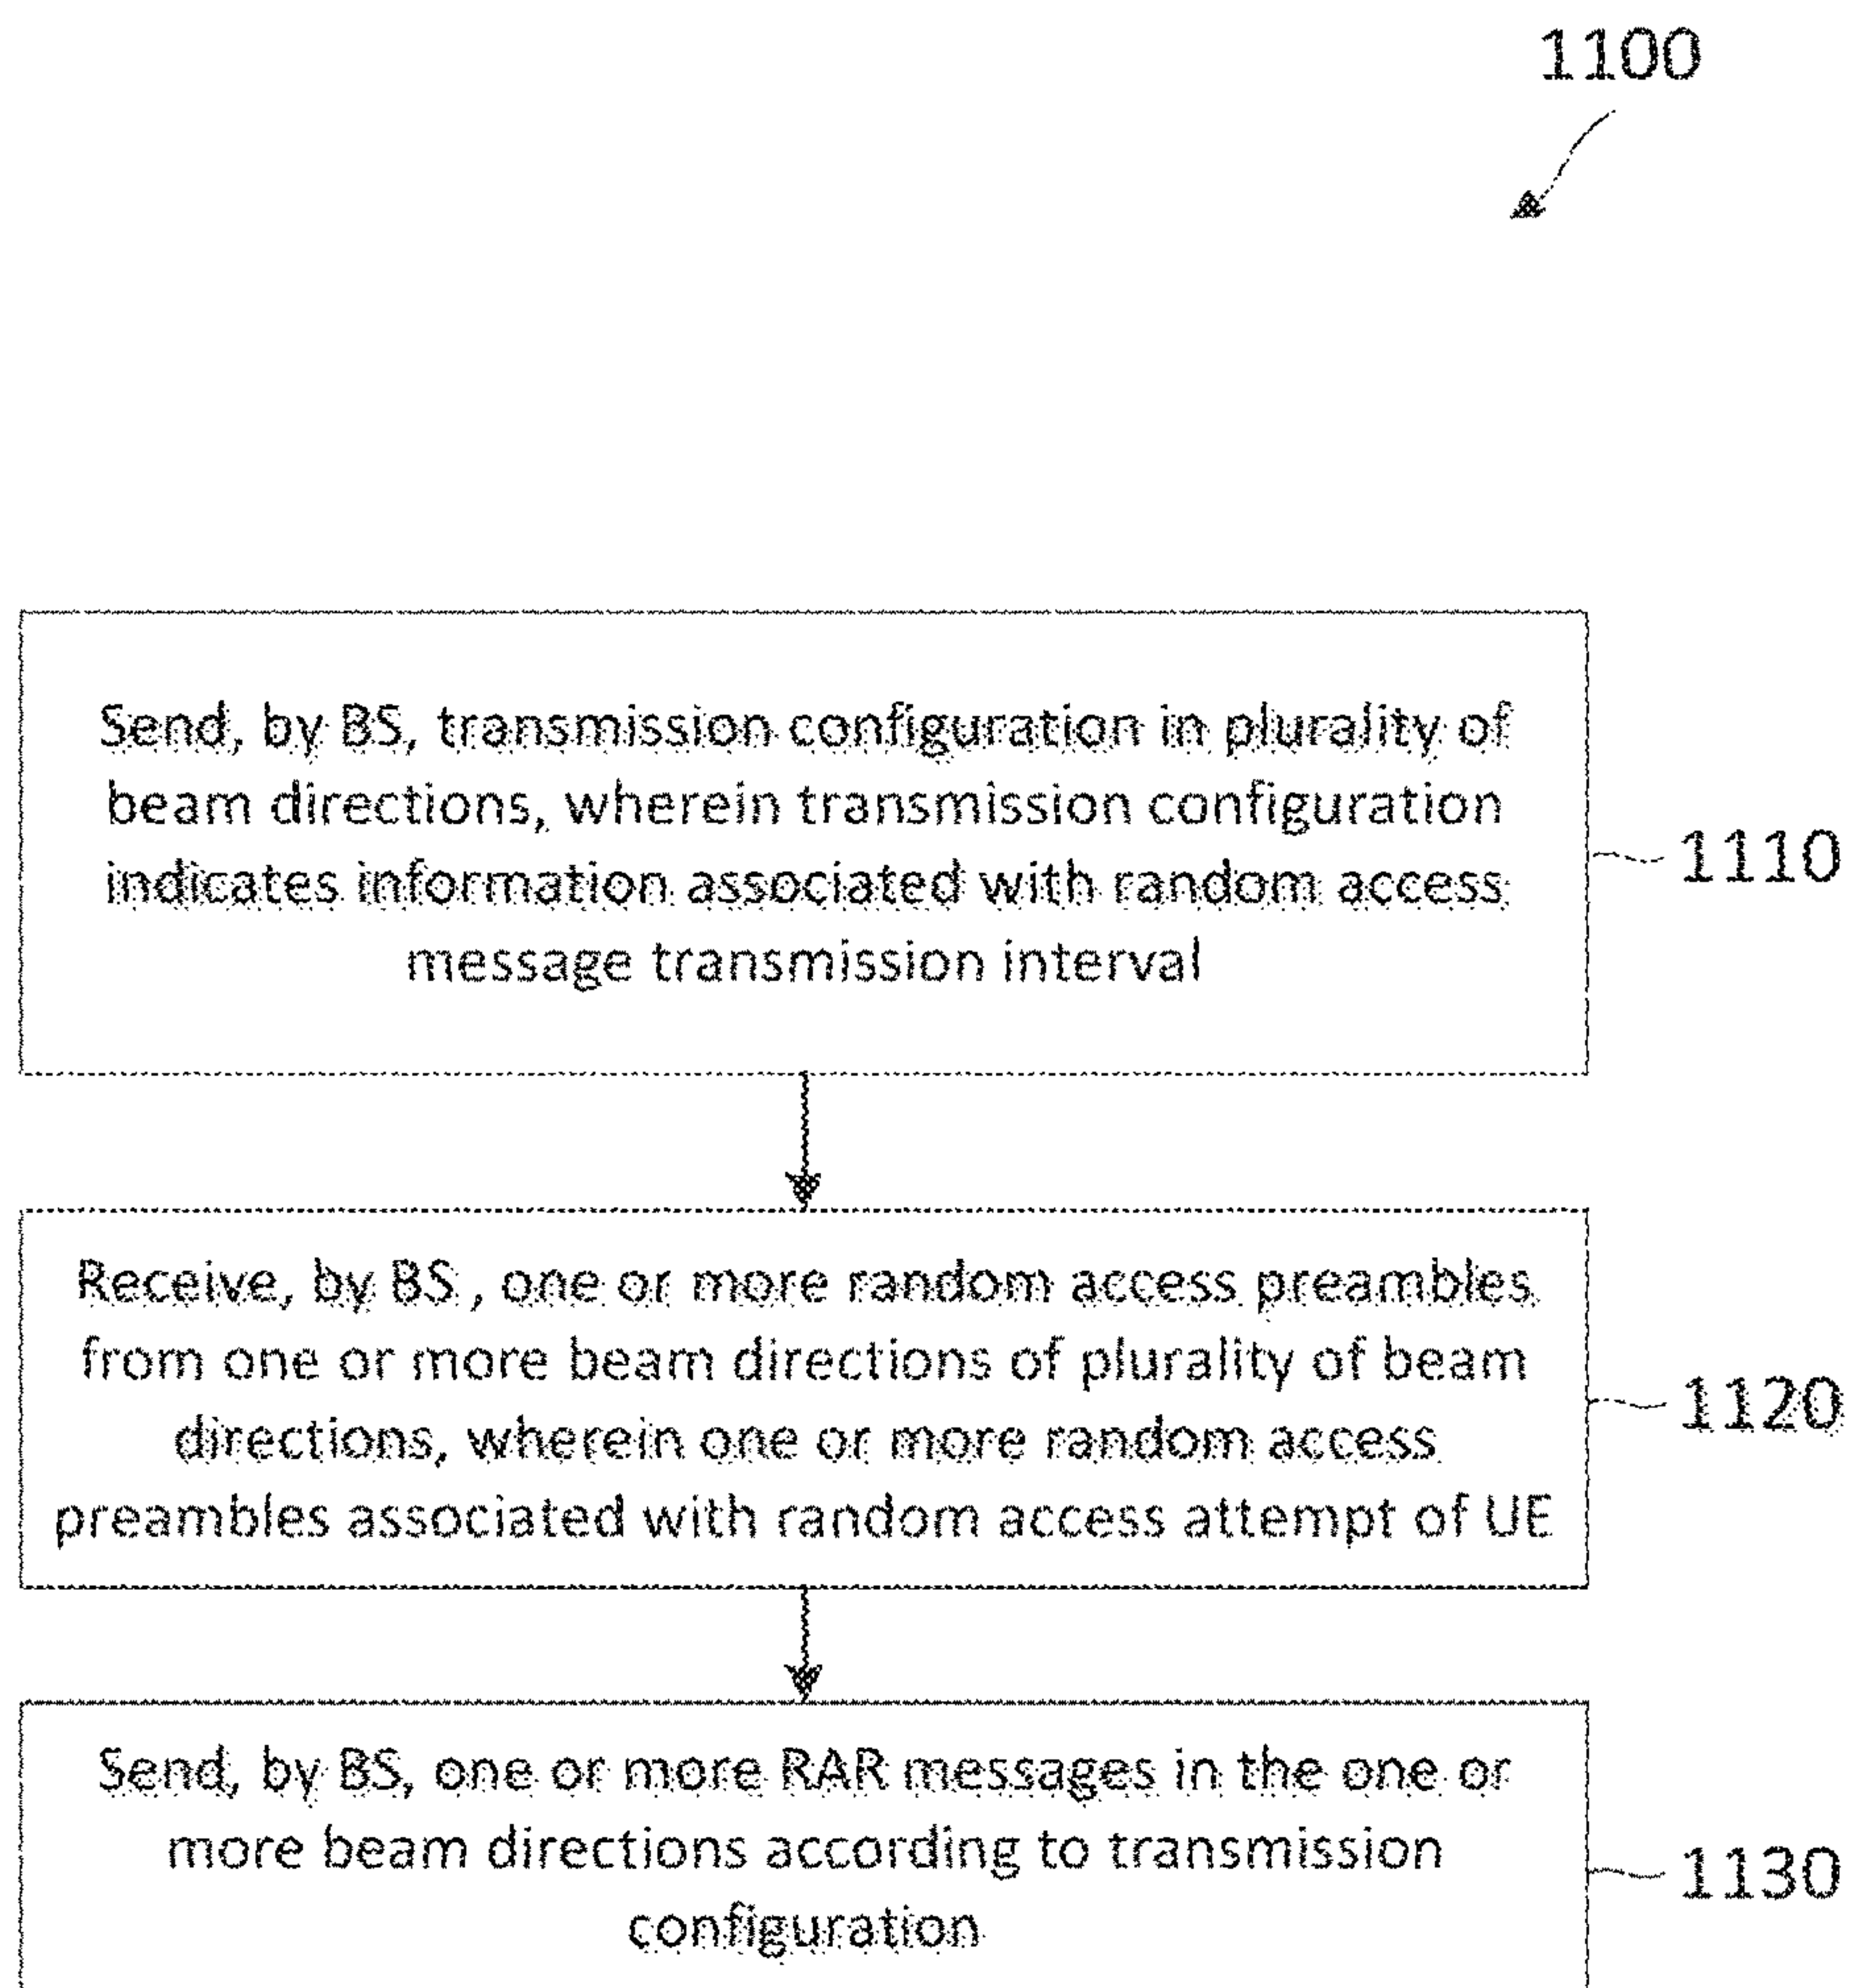 1100
Send, by BS, transmission configuration in plurality of
beam directions, wherein transmission configuration
indicates information associated with random access
message transmission interval
1110
Receive, by BS , one or more random access preambles
from one or more beam directions of plurality of beam
directions, wherein one or more random access
preambles associated with random access attempt of UE
1120
Send, by BS, one or more RAR messages in the one or
more beam directions according to transmission
configuration
1130